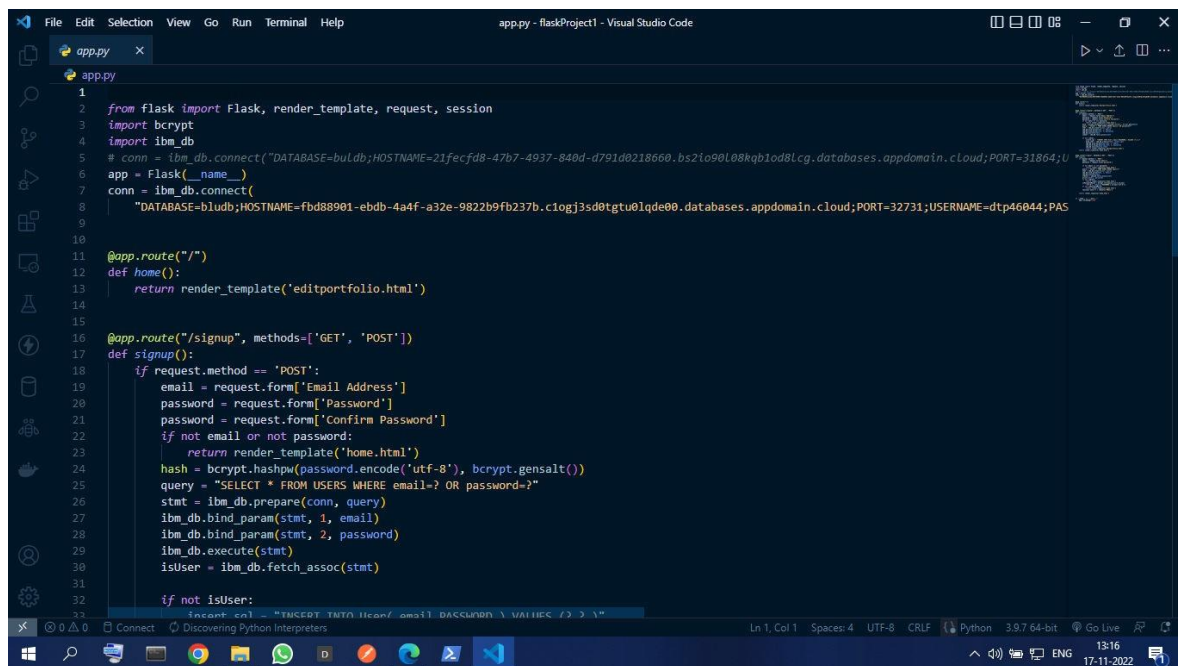 File Edit Selection View Go Run Terminal Help app.py - flaskProject1 - Visual Studio Code
app.py
app.py
1
2 from flask import Flask, render_template, request, session
3 import bcrypt
4 import ibm_db
5 # conn = ibm_db.connect("DATABASE=buldb;HOSTNAME=21fecfd8-47b7-4937-840d-d791d0218660.bs2io90l08kqb1od8lcg.databases.appdomain.cloud;PORT=31864;U
6 app = Flask(__name__)
7 conn = ibm_db.connect(
8 "DATABASE=bludb;HOSTNAME=fbd88901-ebdb-4a4f-a32e-9822b9fb237b.c1ogj3sd0tgtu0lqde00.databases.appdomain.cloud;PORT=32731;USERNAME=dtp46044;PAS
9
10
11 @app.route("/")
12 def home():
13 return render_template('editportfolio.html')
14
15
16 @app.route("/signup", methods=['GET', 'POST'])
17 def signup():
18 if request.method == 'POST':
19 email = request.form['Email Address']
20 password = request.form['Password']
21 password = request.form['Confirm Password']
22 if not email or not password:
23 return render_template('home.html')
24 hash = bcrypt.hashpw(password.encode('utf-8'), bcrypt.gensalt())
25 query = "SELECT * FROM USERS WHERE email=? OR password=?"
26 stmt = ibm_db.prepare(conn, query)
27 ibm_db.bind_param(stmt, 1, email)
28 ibm_db.bind_param(stmt, 2, password)
29 ibm_db.execute(stmt)
30 isUser = ibm_db.fetch_assoc(stmt)
31
32 if not isUser:
33 insert_sql = "INSERT INTO User( email,PASSWORD ) VALUES (?,?,)"
0 0 Connect Discovering Python Interpreters Ln 1, Col 1 Spaces: 4 UTF-8 CRLF Python 3.9.7 64-bit Go Live
ENG 13:16
17-11-2022